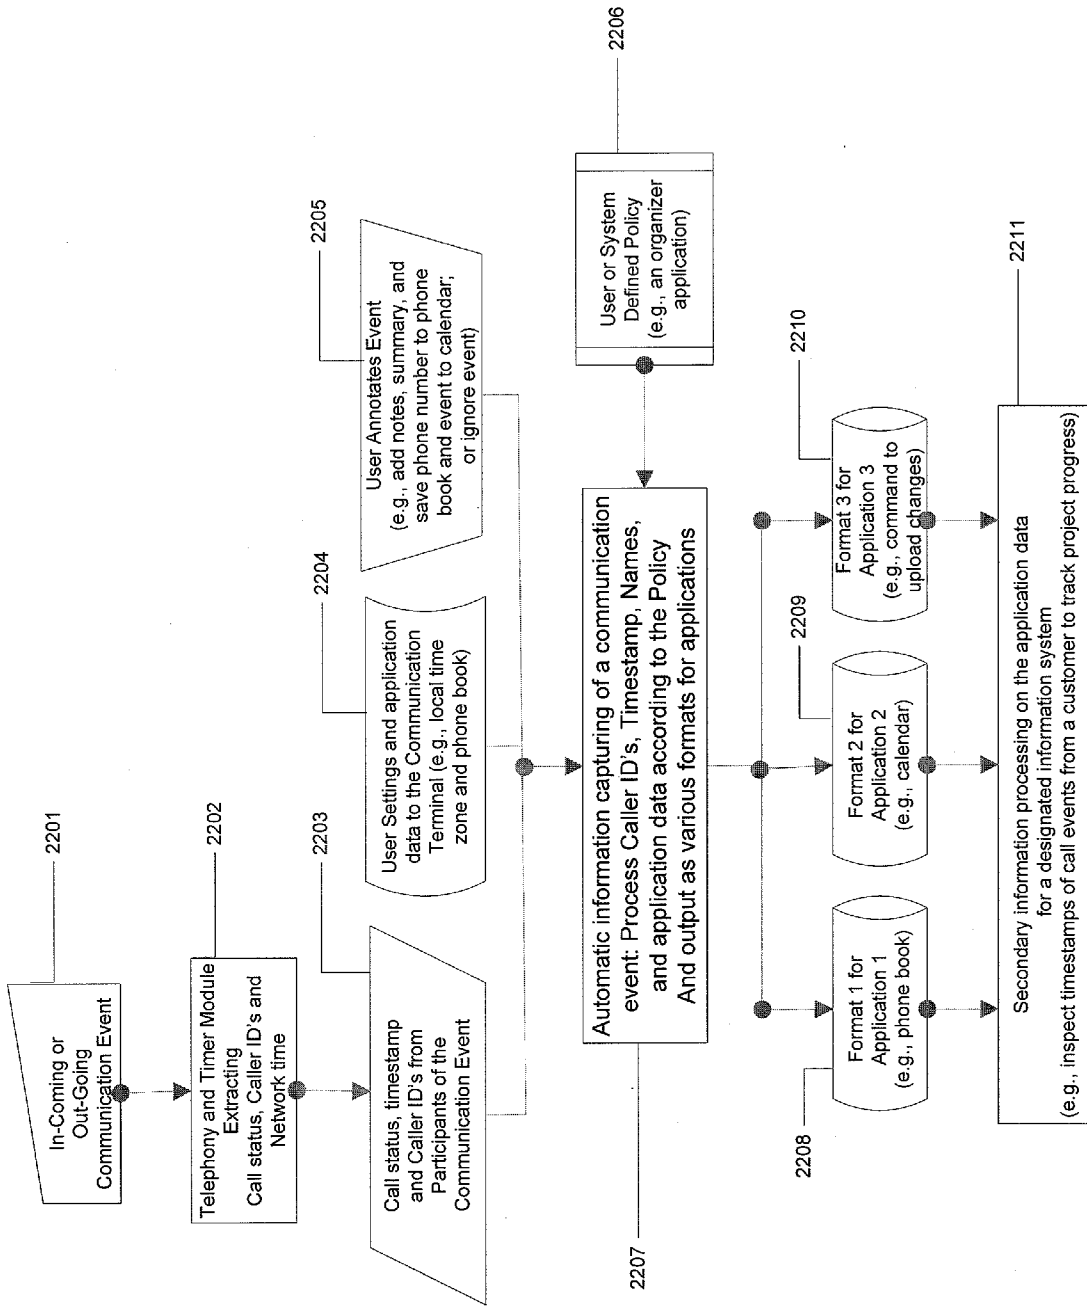 2201
In-Coming or
Out-Going
Communication Event
2202
Telephony and Timer Module
Extracting
Call status, Caller ID's and
Network time
2203
Call status, timestamp
and Caller ID's from
Participants of the
Communication Event
2204
User Settings and application
data to the Communication
Terminal (e.g., local time
zone and phone book)
2205
User Annotates Event
(e.g., add notes, summary, and
save phone number to phone
book and event to calendar;
or ignore event)
2206
User or System
Defined Policy
(e.g., an organizer
application)
2207
Automatic information capturing of a communication
event: Process Caller ID's, Timestamp, Names,
and application data according to the Policy
And output as various formats for applications
2208
Format 1 for
Application 1
(e.g., phone book)
2209
Format 2 for
Application 2
(e.g., calendar)
2210
Format 3 for
Application 3
(e.g., command to
upload changes)
2211
Secondary information processing on the application data
for a designated information system
(e.g., inspect timestamps of call events from a customer to track project progress)